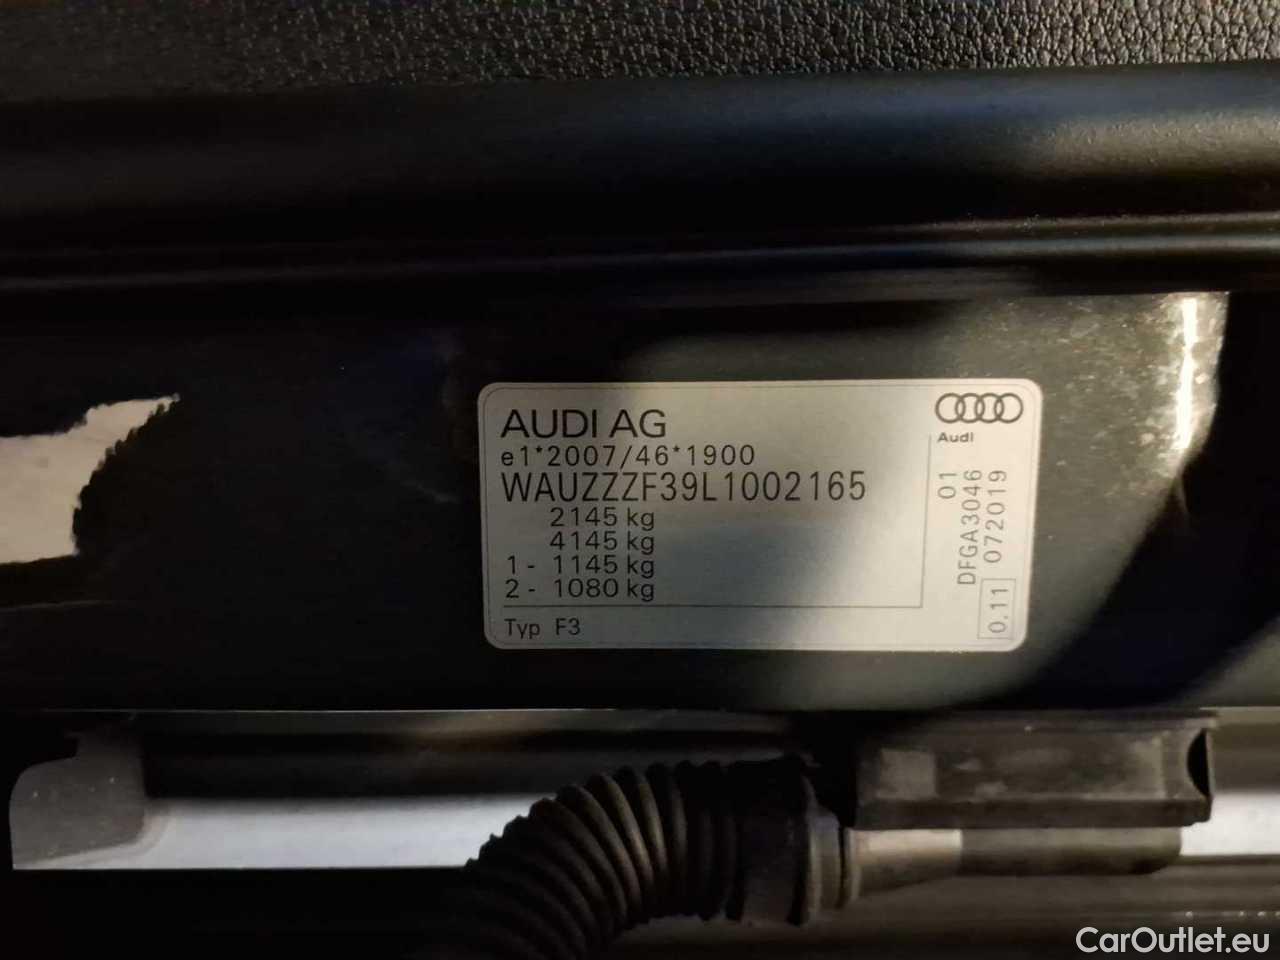 AUDI AG
e1*2007/46*1900
WAUZZZF39L1002165
2145 kg
4145 kg
1 - 1145 kg
2 - 1080 kg
Typ F3
Audi
01
DFGA3046
072019
0.11
CarOutlet.eu